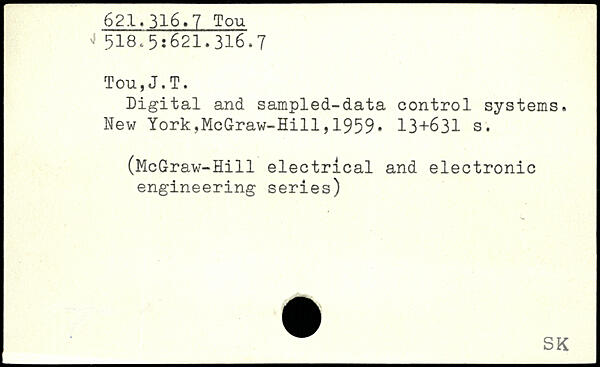 621.316.7 Tou
518.5:621.316.7
Tou,J.T.
Digital and sampled-data control systems.
New York,McGraw-Hill,1959. 13+631 s.
(McGraw-Hill electrical and electronic
engineering series)
SK